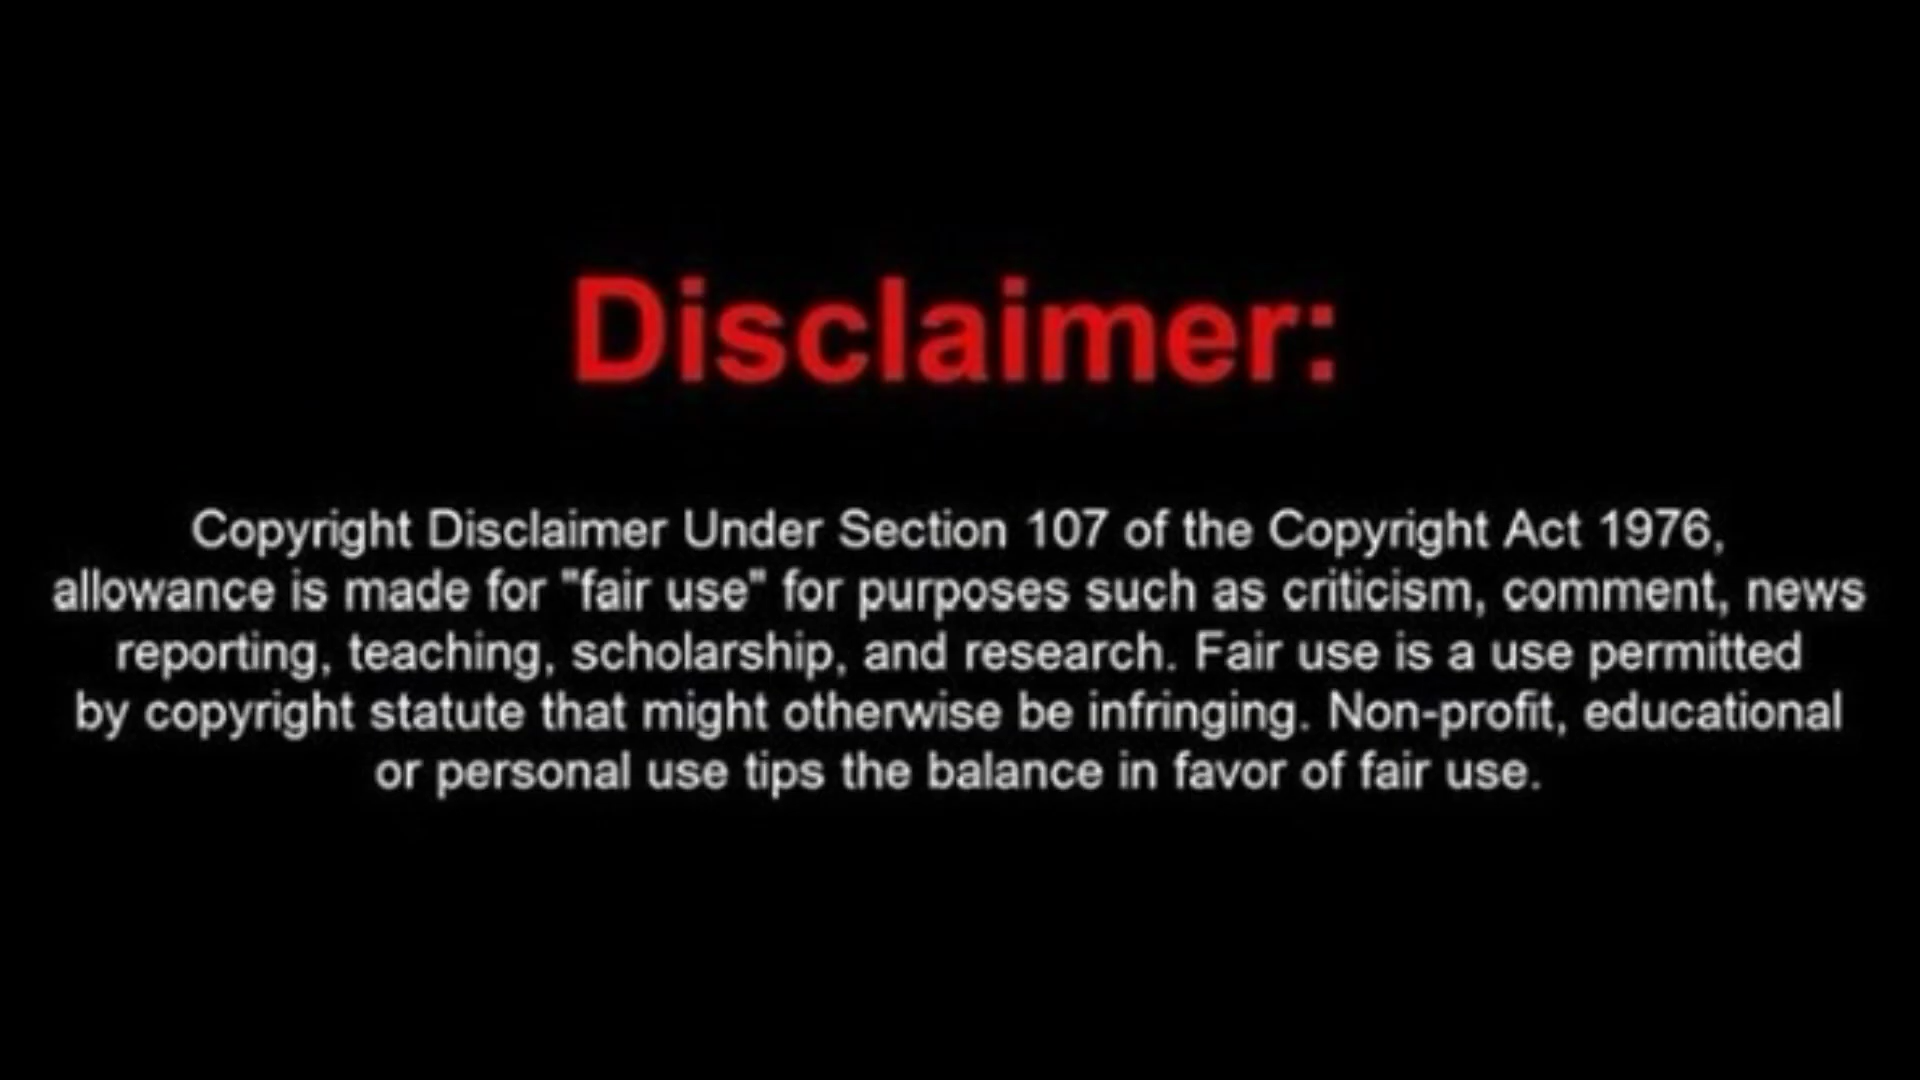 Disclaimer:
Copyright Disclaimer Under Section 107 of the Copyright Act 1976,
allowance is made for "fair use" for purposes such as criticism, comment, news
reporting, teaching, scholarship, and research. Fair use is a use permitted
by copyright statute that might otherwise be infringing. Non-profit, educational
or personal use tips the balance in favor of fair use.